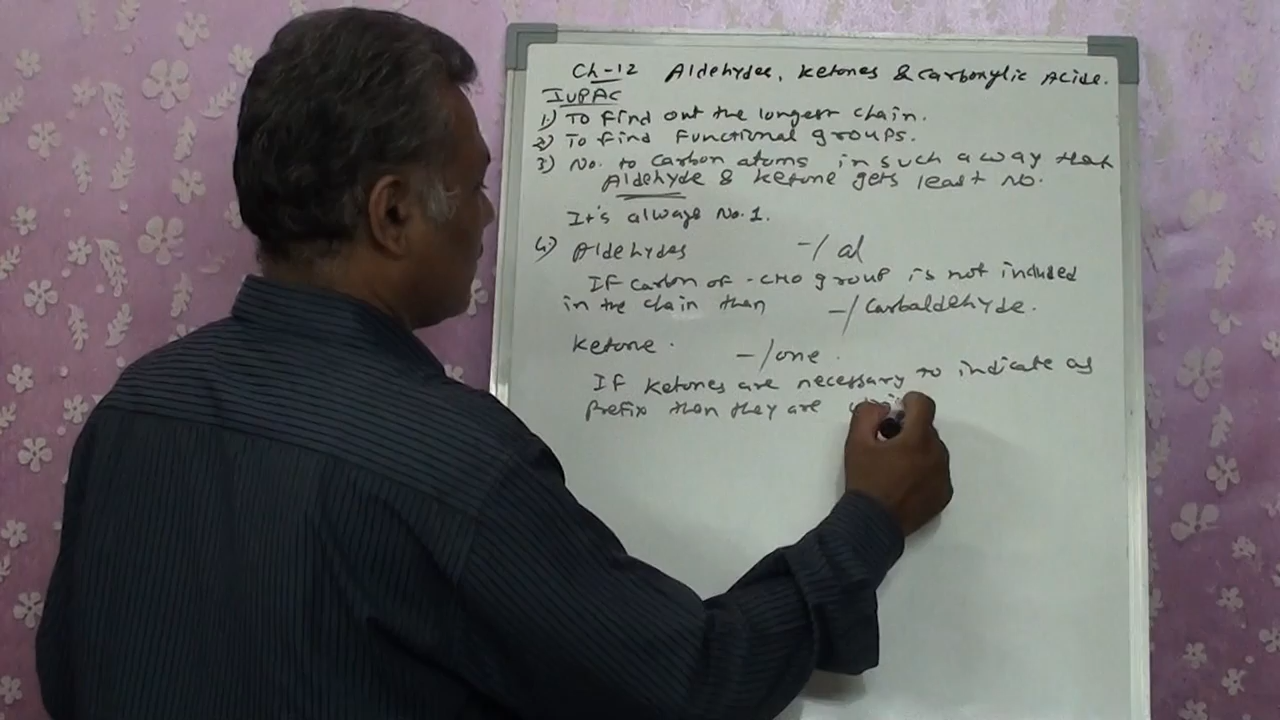 Ch-12 Aldehydes, Ketones & Carboxylic Acids.
IUPAC
1) To find out the longest chain.
2) To find Functional groups.
3) No. to carbon atoms in such a way that
Aldehyde & Ketone gets least No.
It's always No. 1.
4) Aldehydes -/ al
If carbon of -CHO group is not included
in the chain than -/ carbaldehyde.
Ketone. -/ one.
If ketones are necessary to indicate as
prefix then they are